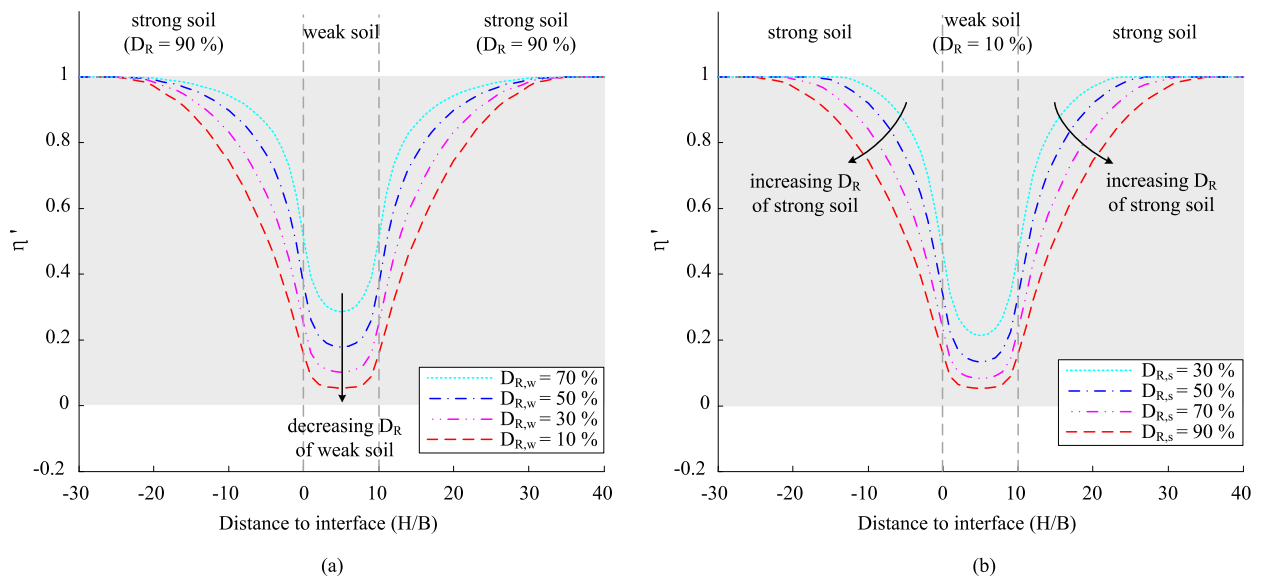 strong soil
(D_R = 90 %)
weak soil
strong soil
(D_R = 90 %)
1
0.8
0.6
0.4
0.2
0
-0.2
η'
-30
-20
-10
0
10
20
30
40
Distance to interface (H/B)
decreasing D_R
of weak soil
D_R,w = 70 %
D_R,w = 50 %
D_R,w = 30 %
D_R,w = 10 %
(a)
strong soil
weak soil
(D_R = 10 %)
strong soil
1
0.8
0.6
0.4
0.2
0
-0.2
η'
-30
-20
-10
0
10
20
30
40
Distance to interface (H/B)
increasing D_R
of strong soil
increasing D_R
of strong soil
D_R,s = 30 %
D_R,s = 50 %
D_R,s = 70 %
D_R,s = 90 %
(b)